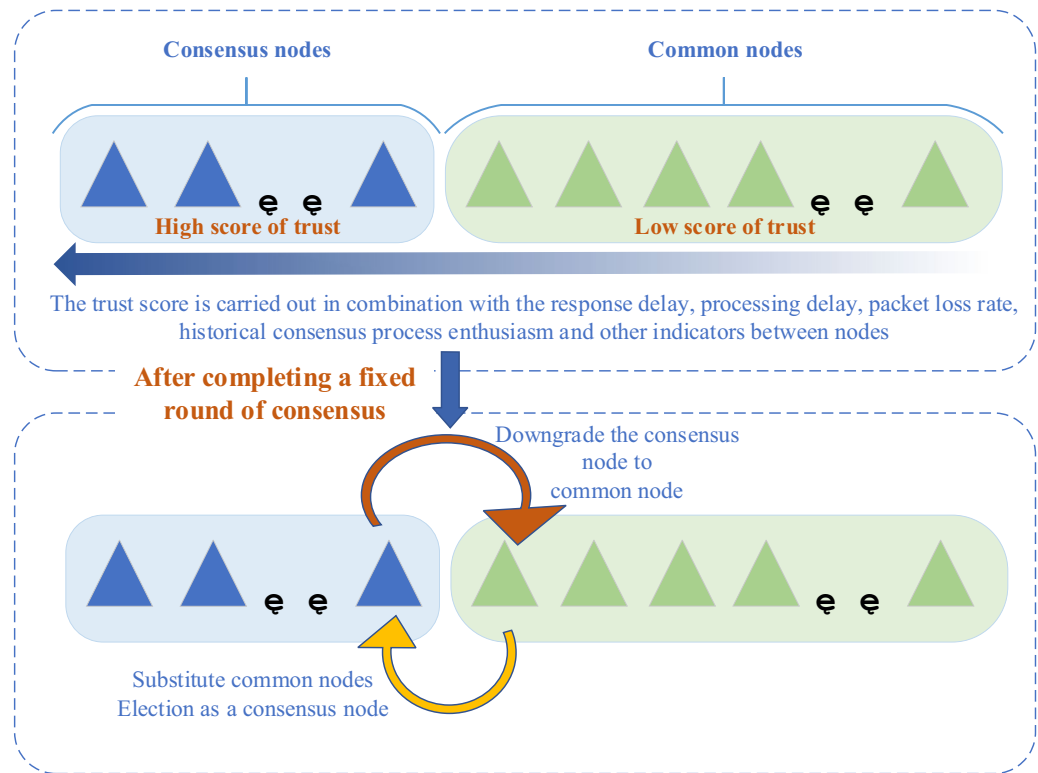 Consensus nodes
Common nodes
ę ę
ę ę
High score of trust
Low score of trust
The trust score is carried out in combination with the response delay, processing delay, packet loss rate,
historical consensus process enthusiasm and other indicators between nodes
After completing a fixed
round of consensus
Downgrade the consensus
node to
common node
ę ę
ę ę
Substitute common nodes
Election as a consensus node